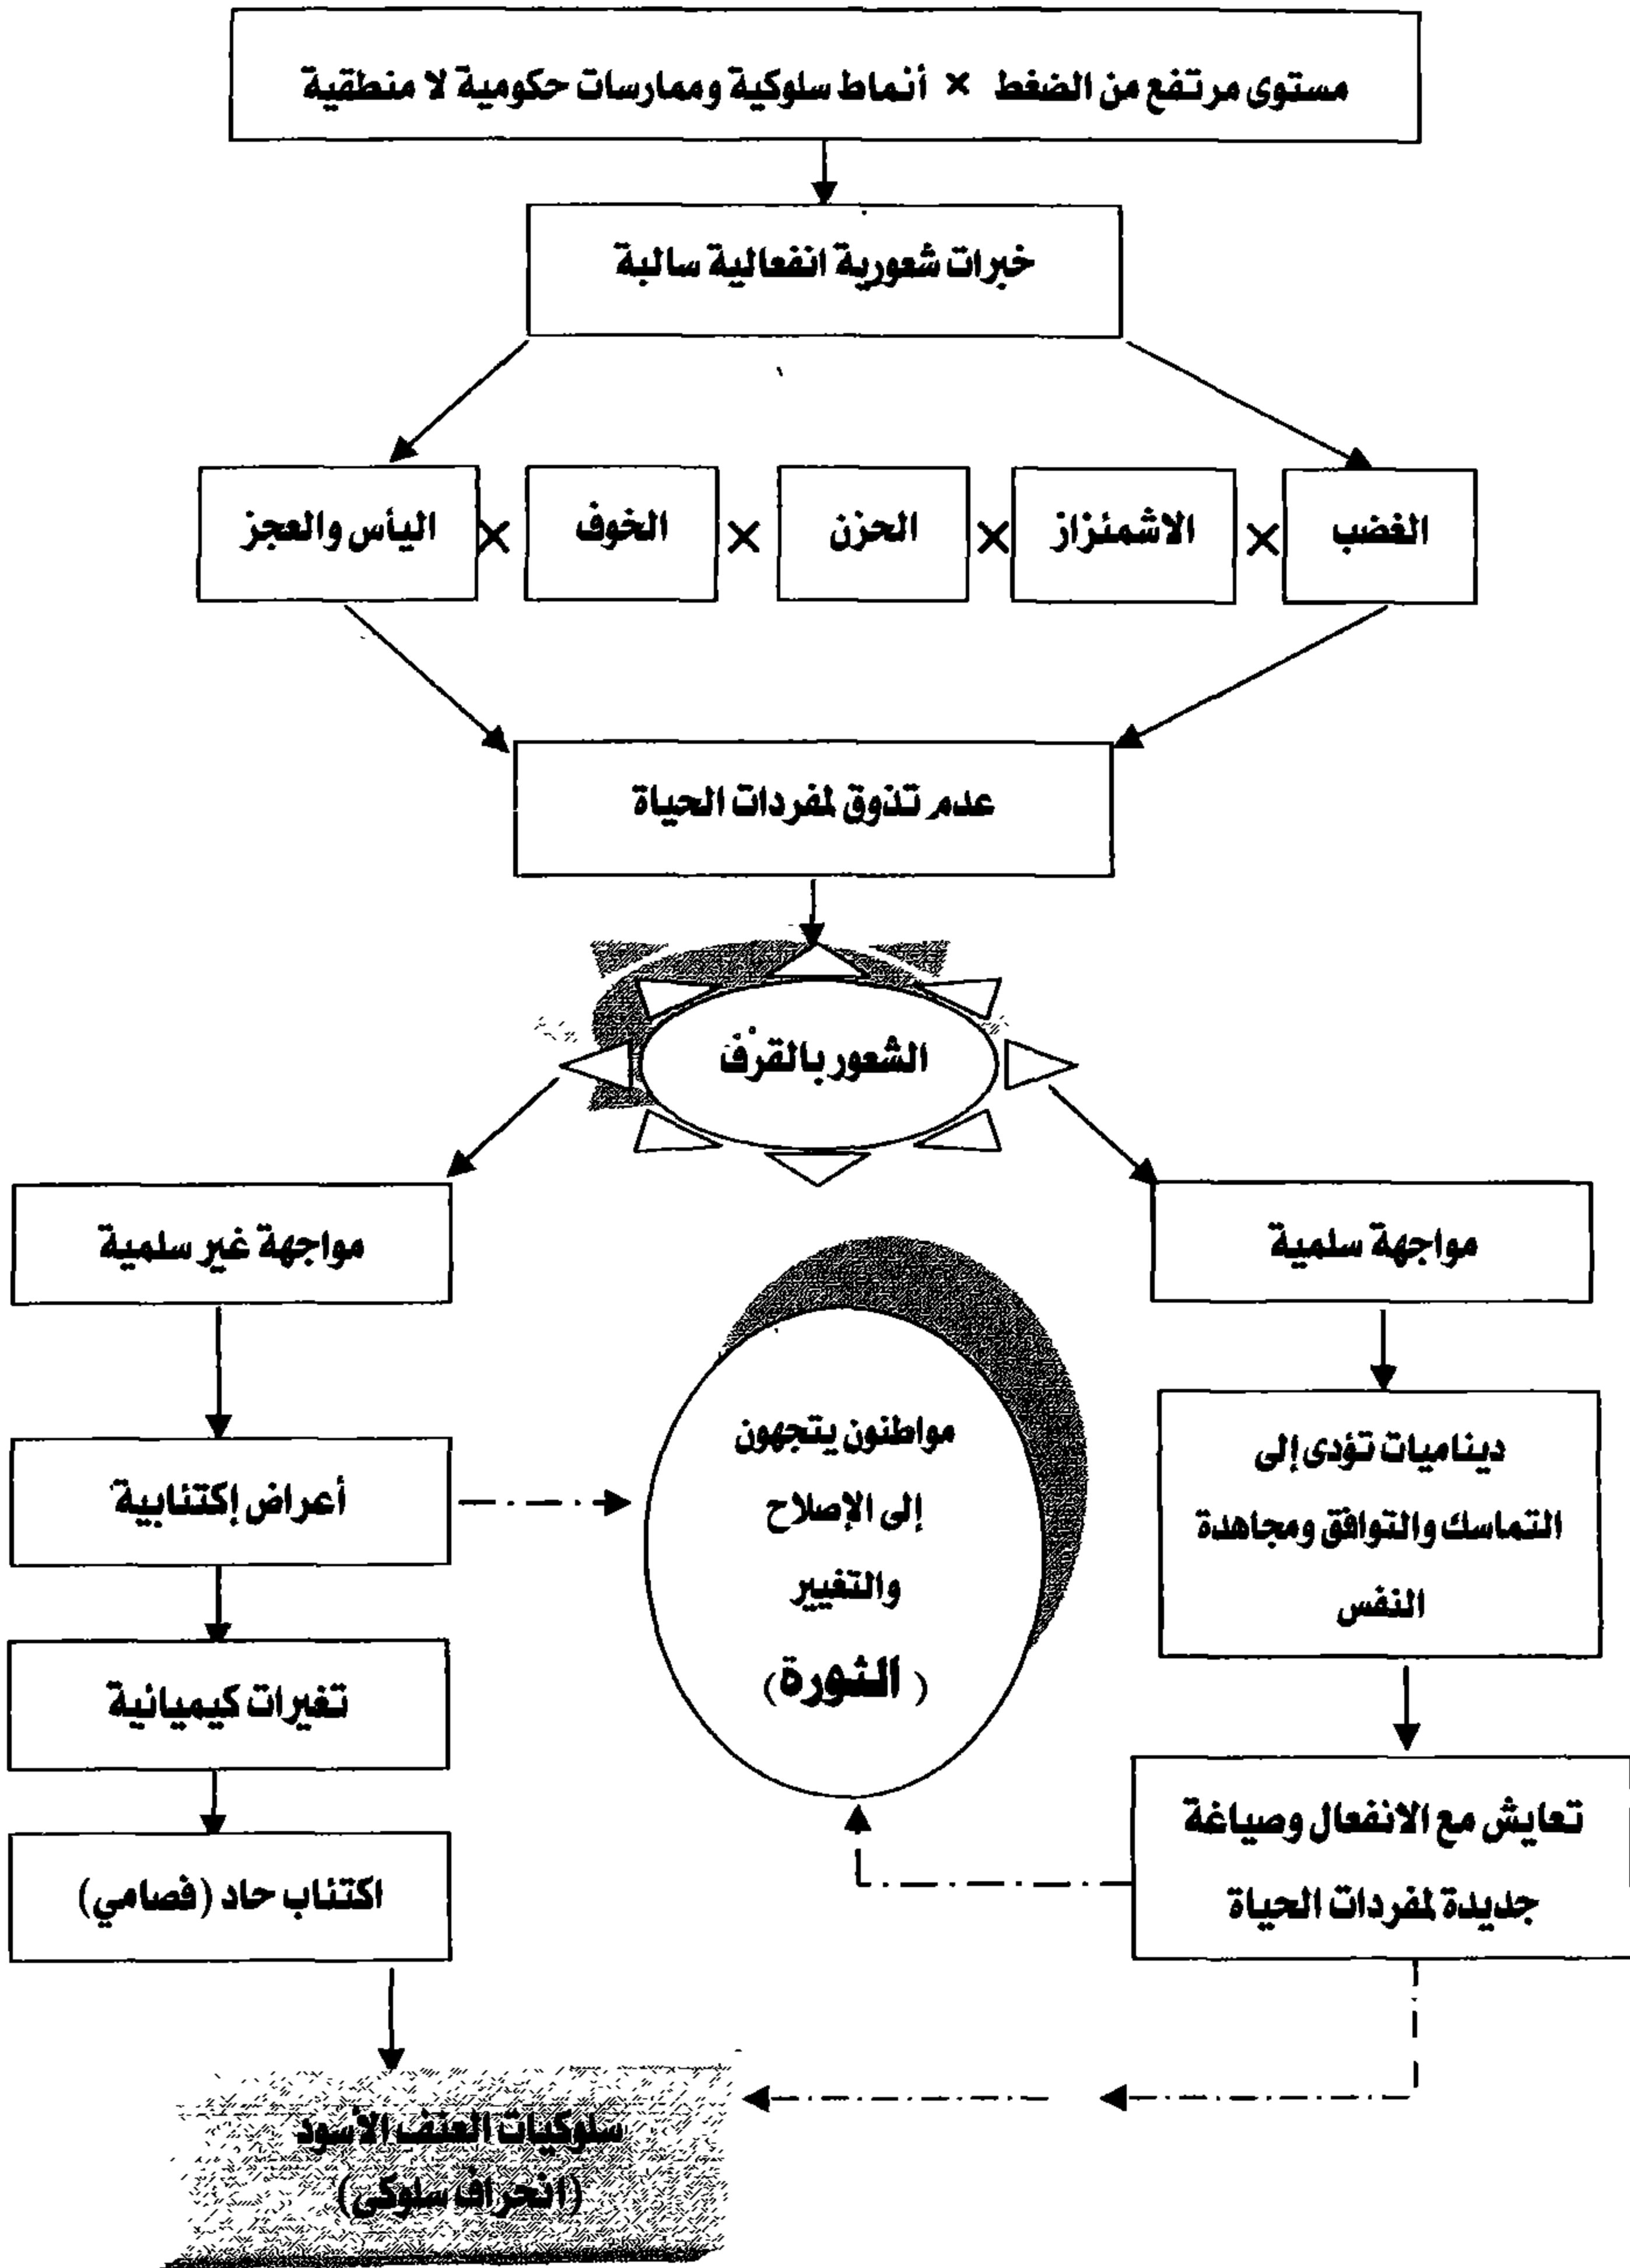 مستوى مرتفع من الضغط × أنماط سلوكية وممارسات حكومية لا منطقية
خبرات شعورية انفعالية سالبة
الغضب × الاشمئزاز × الحزن × الخوف × اليأس والعجز
عدم تذوق لمفردات الحياة
الشعور بالقرف
مواجهة سلمية
مواجهة غير سلمية
ديناميات تؤدى إلى
التماسك والتوافق ومجاهدة
النفس
مواطنون يتجهون
إلى الإصلاح
والتغيير
(الثورة)
أعراض إكتئابية
تغيرات كيميائية
تعايش مع الانفعال وصياغة
جديدة لمفردات الحياة
اكتئاب حاد (فصامي)
سلوكيات العنف الأسود
(انحراف سلوكى)